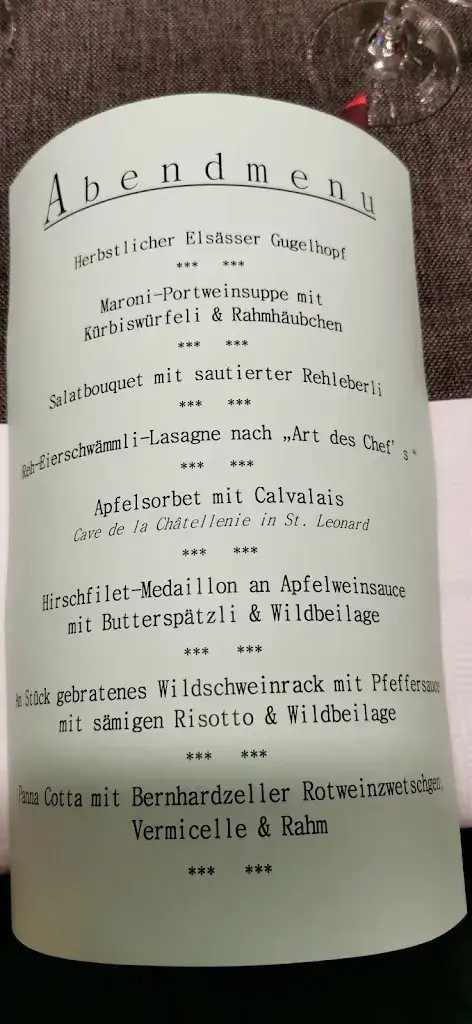 Abendmenu
Herbstlicher Elsässer Gugelhopf
*** ***
Maroni-Portweinsuppe mit
Kürbiswürfeli & Rahmhäubchen
*** ***
Salatbouquet mit sautierter Rehleberli
*** ***
Reh-Eierschwämmli-Lasagne nach „Art des Chef's"
*** ***
Apfelsorbet mit Calvalais
Cave de la Châtellenie in St. Leonard
*** ***
Hirschfilet-Medaillon an Apfelweinsauce
mit Butterspätzli & Wildbeilage
*** ***
Am Stück gebratenes Wildschweinrack mit Pfeffersauce
mit sämigen Risotto & Wildbeilage
*** ***
Panna Cotta mit Bernhardzeller Rotweinzwetschgen,
Vermicelle & Rahm
*** ***